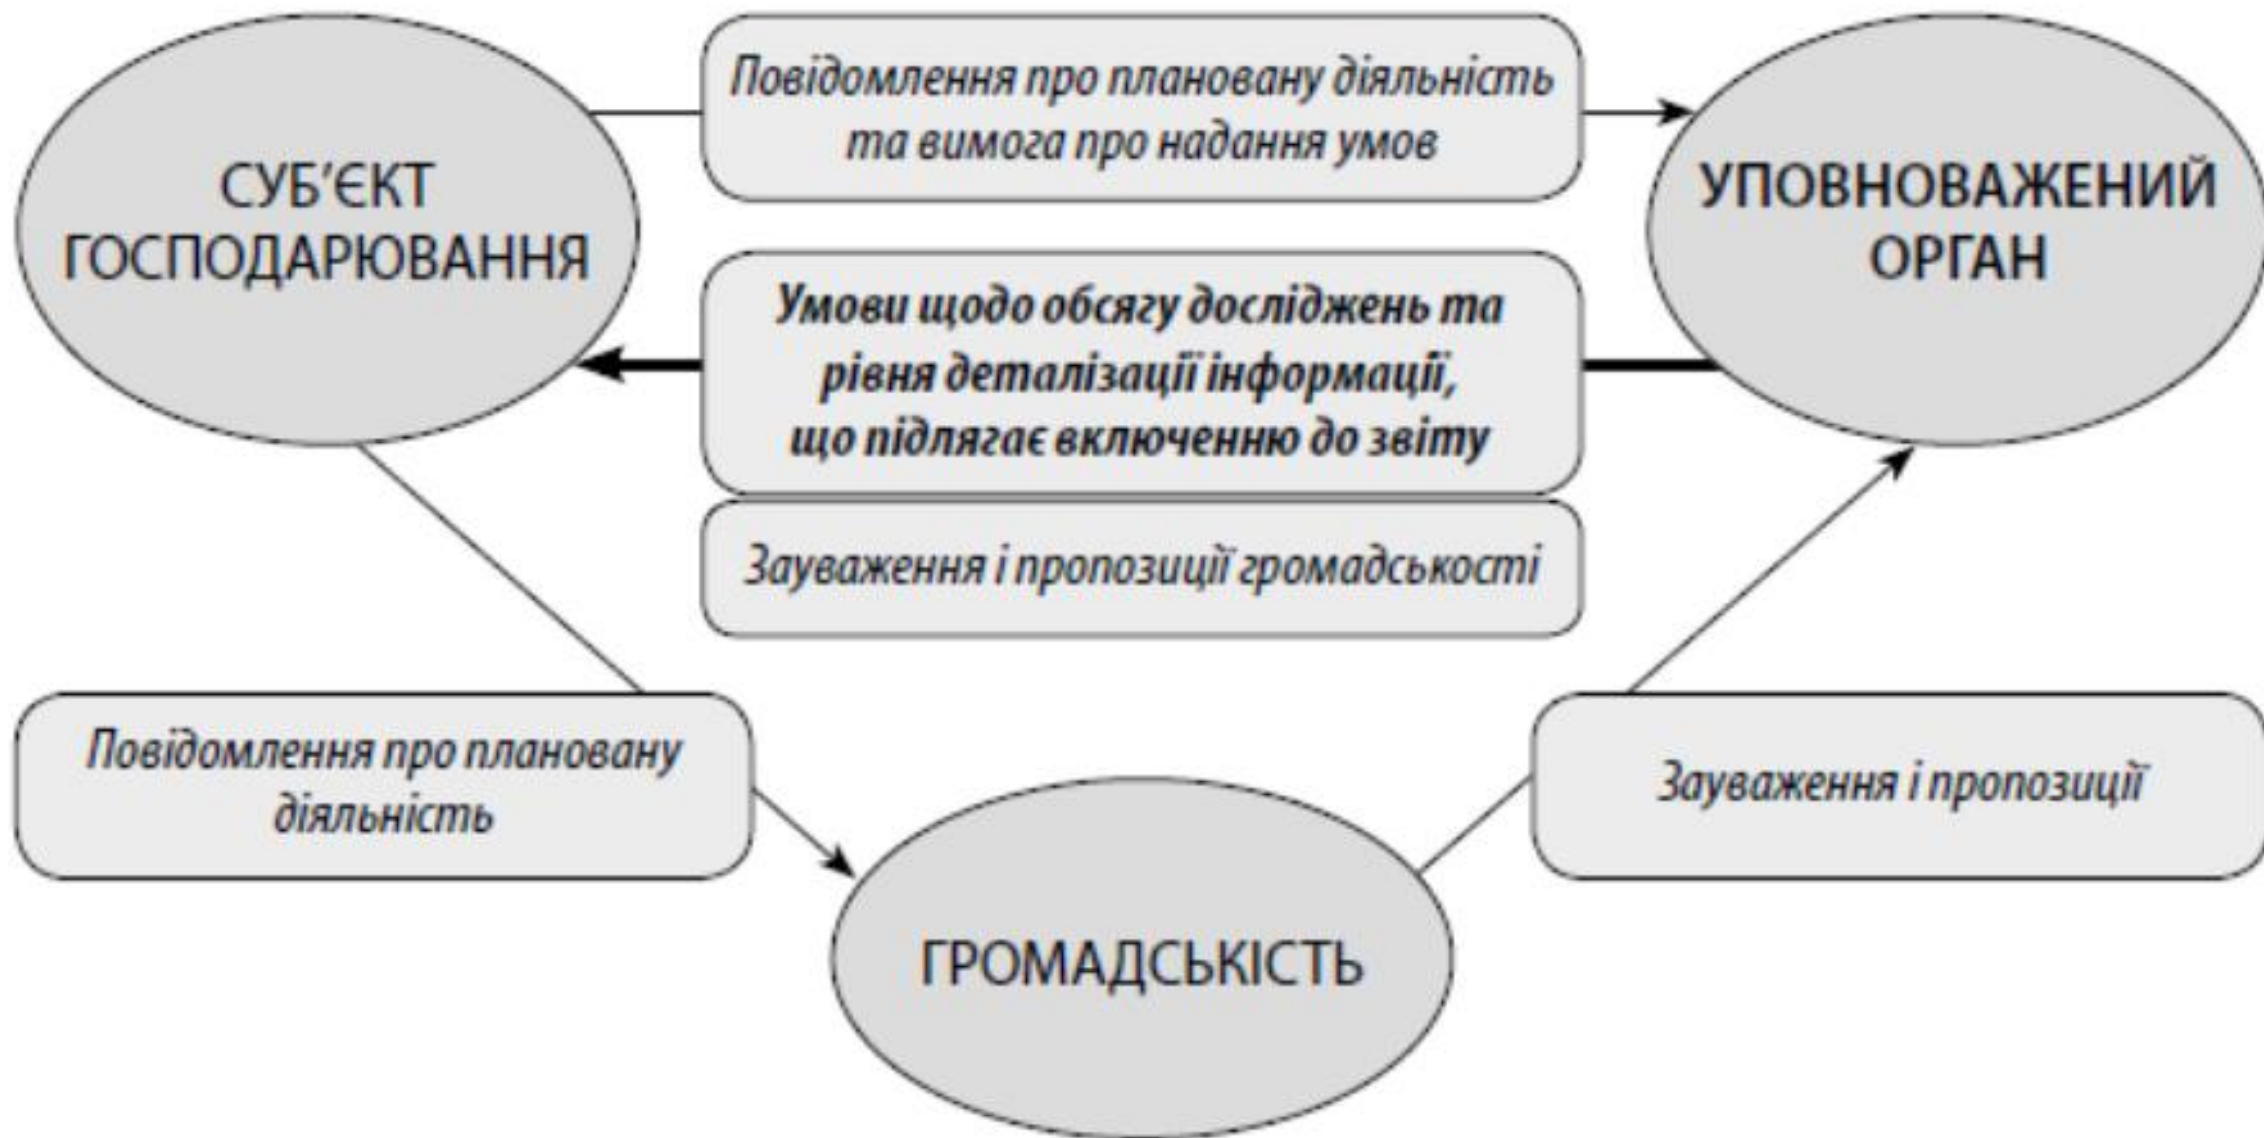 СУБ’ЄКТ
ГОСПОДАРЮВАННЯ
Повідомлення про плановану діяльність
та вимога про надання умов
УПОВНОВАЖЕНИЙ
ОРГАН
Умови щодо обсягу досліджень та
рівня деталізації інформації,
що підлягає включенню до звіту
Зауваження і пропозиції громадськості
Повідомлення про плановану
діяльність
Зауваження і пропозиції
ГРОМАДСЬКІСТЬ